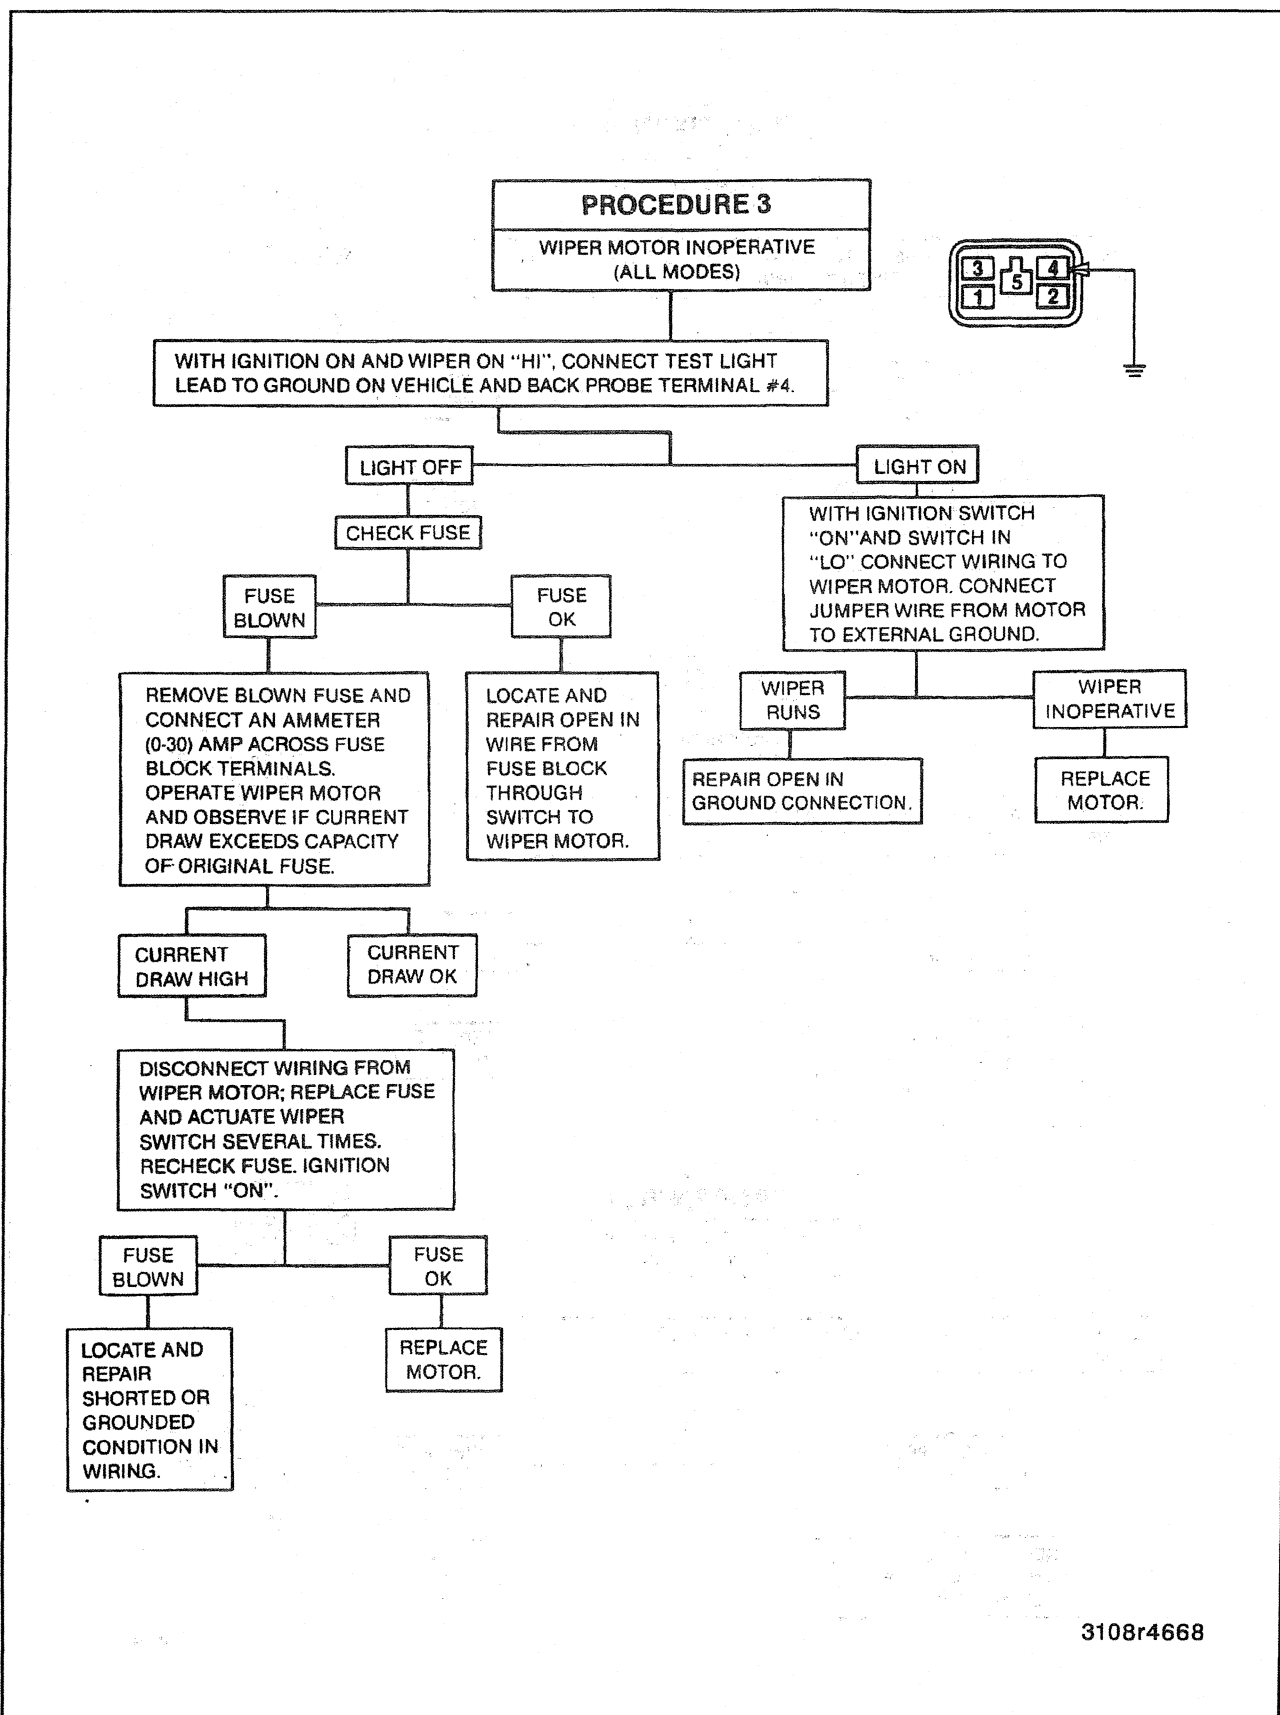 PROCEDURE 3
WIPER MOTOR INOPERATIVE
(ALL MODES)
3
4
5
1
2
WITH IGNITION ON AND WIPER ON "HI", CONNECT TEST LIGHT
LEAD TO GROUND ON VEHICLE AND BACK PROBE TERMINAL #4.
LIGHT OFF
LIGHT ON
CHECK FUSE
WITH IGNITION SWITCH
"ON"AND SWITCH IN
"LO" CONNECT WIRING TO
WIPER MOTOR. CONNECT
JUMPER WIRE FROM MOTOR
TO EXTERNAL GROUND.
FUSE
BLOWN
FUSE
OK
REMOVE BLOWN FUSE AND
CONNECT AN AMMETER
(0-30) AMP ACROSS FUSE
BLOCK TERMINALS.
OPERATE WIPER MOTOR
AND OBSERVE IF CURRENT
DRAW EXCEEDS CAPACITY
OF ORIGINAL FUSE.
LOCATE AND
REPAIR OPEN IN
WIRE FROM
FUSE BLOCK
THROUGH
SWITCH TO
WIPER MOTOR.
WIPER
RUNS
WIPER
INOPERATIVE
REPAIR OPEN IN
GROUND CONNECTION.
REPLACE
MOTOR.
CURRENT
DRAW HIGH
CURRENT
DRAW OK
DISCONNECT WIRING FROM
WIPER MOTOR; REPLACE FUSE
AND ACTUATE WIPER
SWITCH SEVERAL TIMES.
RECHECK FUSE. IGNITION
SWITCH "ON".
FUSE
BLOWN
FUSE
OK
LOCATE AND
REPAIR
SHORTED OR
GROUNDED
CONDITION IN
WIRING.
REPLACE
MOTOR.
3108r4668